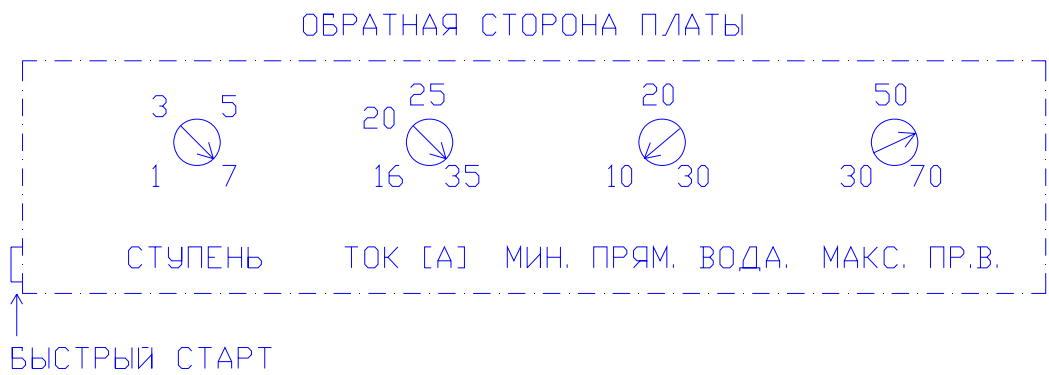 ОБРАТНАЯ СТОРОНА ПЛАТЫ
3 5 20 25 20 50
1 7 16 35 10 30 30 70
СТУПЕНЬ ТОК [А] МИН. ПРЯМ. ВОДА. МАКС. ПР.В.
БЫСТРЫЙ СТАРТ